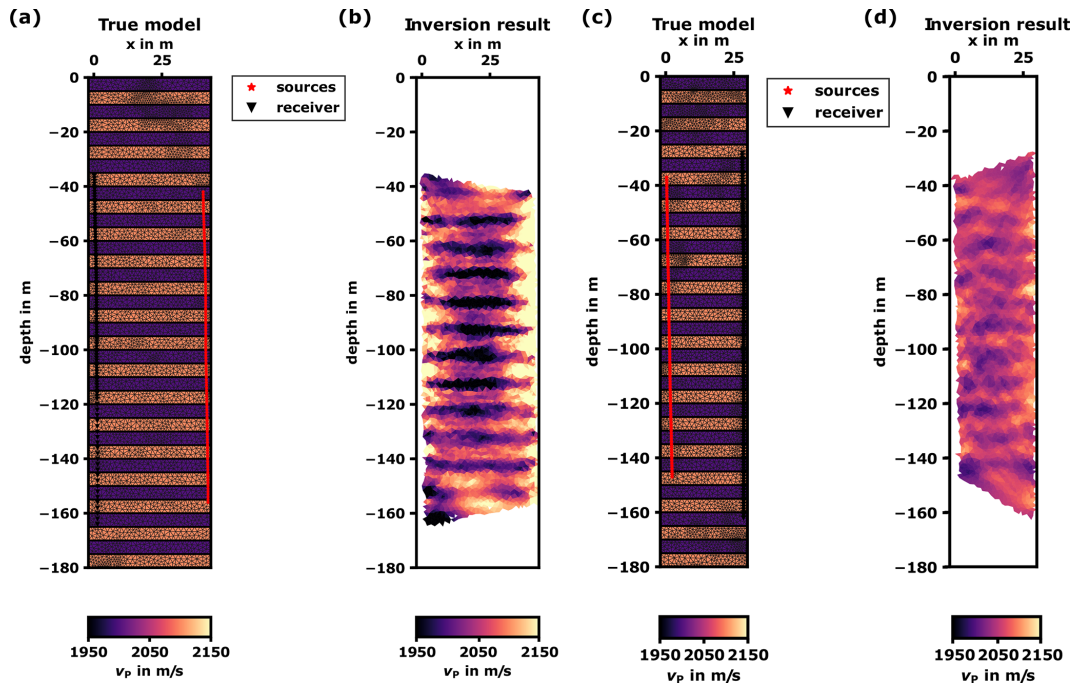 (a)
True model
x in m
0 25
sources
receiver
depth in m
0
−20
−40
−60
−80
−100
−120
−140
−160
−180
1950 2050 2150
vP in m/s
(b)
Inversion result
x in m
0 25
depth in m
0
−20
−40
−60
−80
−100
−120
−140
−160
−180
1950 2050 2150
vP in m/s
(c)
True model
x in m
0 25
sources
receiver
depth in m
0
−20
−40
−60
−80
−100
−120
−140
−160
−180
1950 2050 2150
vP in m/s
(d)
Inversion result
x in m
0 25
depth in m
0
−20
−40
−60
−80
−100
−120
−140
−160
−180
1950 2050 2150
vP in m/s